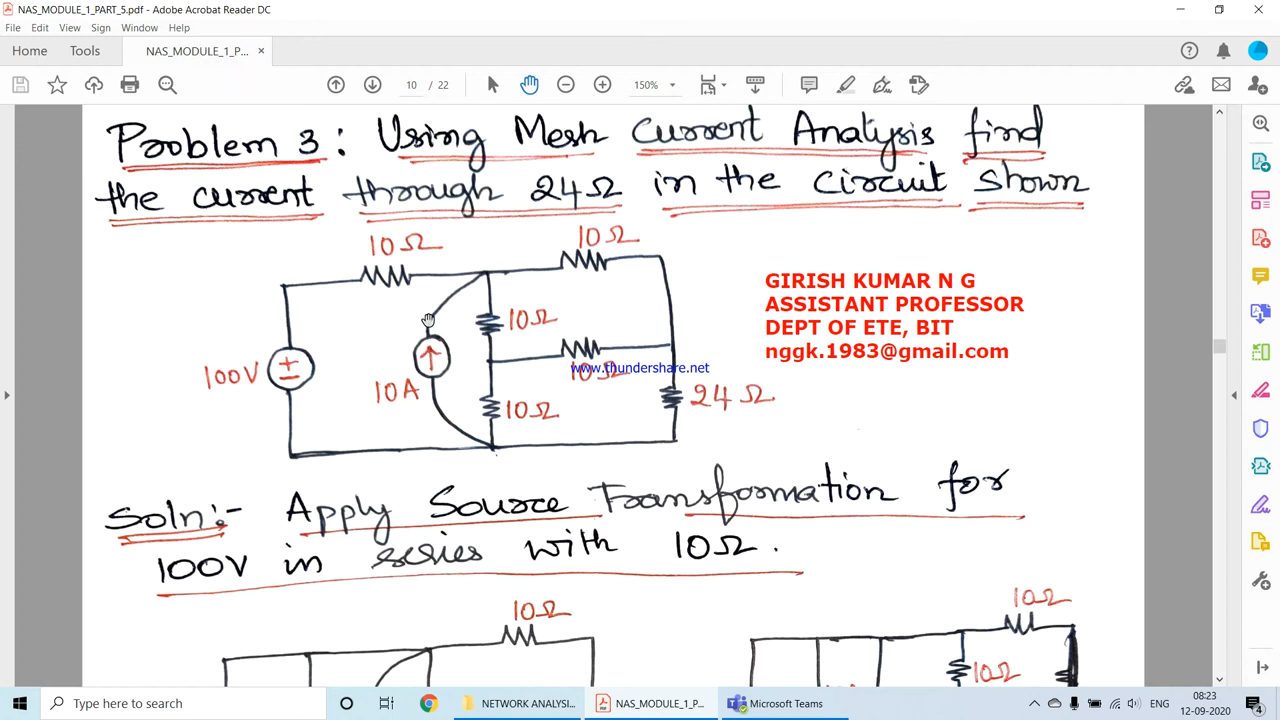 NAS_MODULE_1_PART_5.pdf - Adobe Acrobat Reader DC
File Edit View Sign Window Help
Home Tools NAS_MODULE_1_P... ×
10 / 22 150%
Problem 3: Using Mesh Current Analysis find
the current through 24Ω in the circuit shown
10Ω 10Ω
GIRISH KUMAR N G
ASSISTANT PROFESSOR
DEPT OF ETE, BIT
nggk.1983@gmail.com
10Ω
100V ± 10Ω
www.thundershare.net
10A 10Ω 24Ω
Soln:- Apply Source Transformation for
100V in series with 10Ω.
10Ω 10Ω
10Ω
Type here to search NETWORK ANALYSI... NAS_MODULE_1_P... Microsoft Teams ENG 08:23
12-09-2020 4